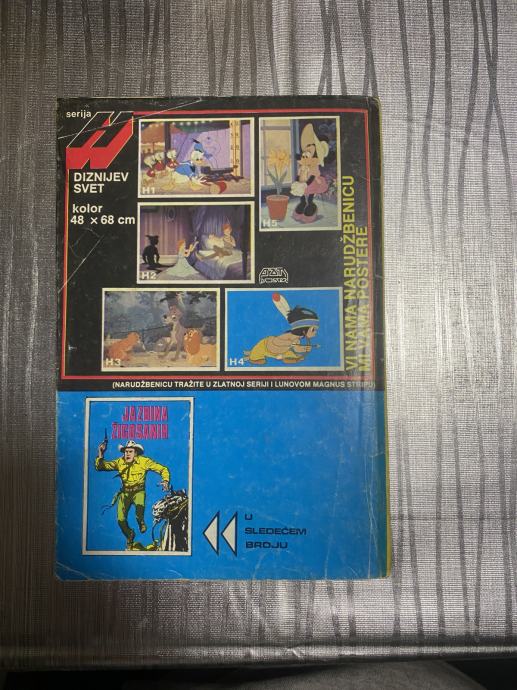 serija
H
DIZNIJEV
SVET
kolor
48 × 68 cm
H1
H5
H2
H3
H4
VI NAMA NARUDŽBENICU
MI VAMA POSTERE
(NARUDŽBENICU TRAŽITE U ZLATNOJ SERIJI I LUNOVOM MAGNUS STRIPU)
JAZBINA
ŽIGOSANIH
U
SLEDEĆEM
BROJU